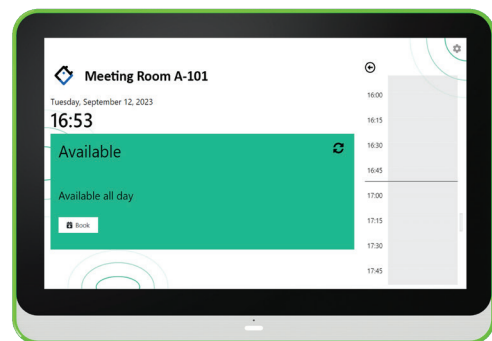 Meeting Room A-101
Tuesday, September 12, 2023
16:53
Available
Available all day
Book
16:00
16:15
16:30
16:45
17:00
17:15
17:30
17:45